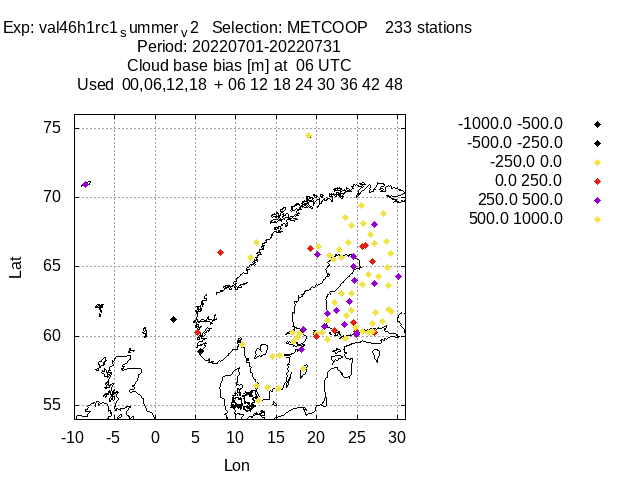 Exp: val46h1rc1summerv2 Selection: METCOOP 233 stations
Period: 20220701-20220731
Cloud base bias [m] at 06 UTC
Used 00,06,12,18 + 06 12 18 24 30 36 42 48
-1000.0 -500.0
-500.0 -250.0
-250.0 0.0
0.0 250.0
250.0 500.0
500.0 1000.0
75
70
65
60
55
Lat
-10 -5 0 5 10 15 20 25 30
Lon